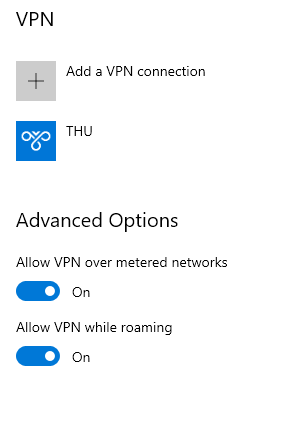 VPN
Add a VPN connection
THU
Advanced Options
Allow VPN over metered networks
On
Allow VPN while roaming
On